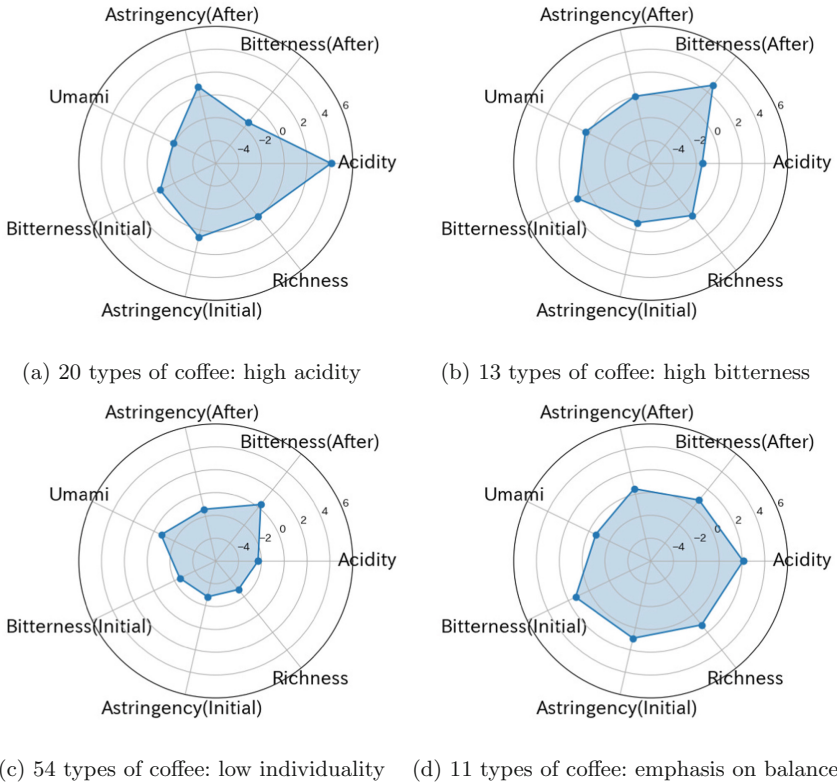 Astringency(After)
Bitterness(After)
Umami
6
4
2
0
−2
−4
Acidity
Bitterness(Initial)
Richness
Astringency(Initial)
(a) 20 types of coffee: high acidity
Astringency(After)
Bitterness(After)
Umami
6
4
2
0
−2
−4
Acidity
Bitterness(Initial)
Richness
Astringency(Initial)
(b) 13 types of coffee: high bitterness
Astringency(After)
Bitterness(After)
Umami
6
4
2
0
−2
−4
Acidity
Bitterness(Initial)
Richness
Astringency(Initial)
(c) 54 types of coffee: low individuality
Astringency(After)
Bitterness(After)
Umami
6
4
2
0
−2
−4
Acidity
Bitterness(Initial)
Richness
Astringency(Initial)
(d) 11 types of coffee: emphasis on balance